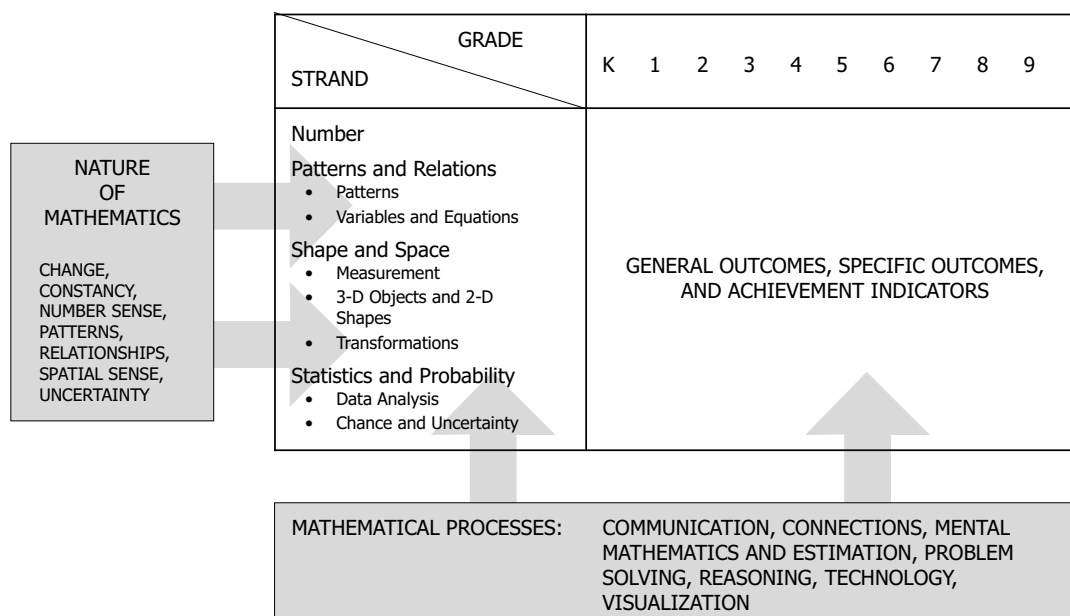 GRADE
STRAND
K 1 2 3 4 5 6 7 8 9
NATURE
OF
MATHEMATICS
CHANGE,
CONSTANCY,
NUMBER SENSE,
PATTERNS,
RELATIONSHIPS,
SPATIAL SENSE,
UNCERTAINTY
Number
Patterns and Relations
• Patterns
• Variables and Equations
Shape and Space
• Measurement
• 3-D Objects and 2-D
Shapes
• Transformations
Statistics and Probability
• Data Analysis
• Chance and Uncertainty
GENERAL OUTCOMES, SPECIFIC OUTCOMES,
AND ACHIEVEMENT INDICATORS
MATHEMATICAL PROCESSES:
COMMUNICATION, CONNECTIONS, MENTAL
MATHEMATICS AND ESTIMATION, PROBLEM
SOLVING, REASONING, TECHNOLOGY,
VISUALIZATION